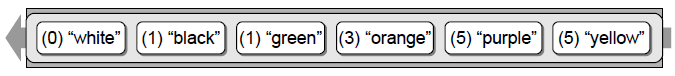 (0) “white” (1) “black” (1) “green” (3) “orange” (5) “purple” (5) “yellow”